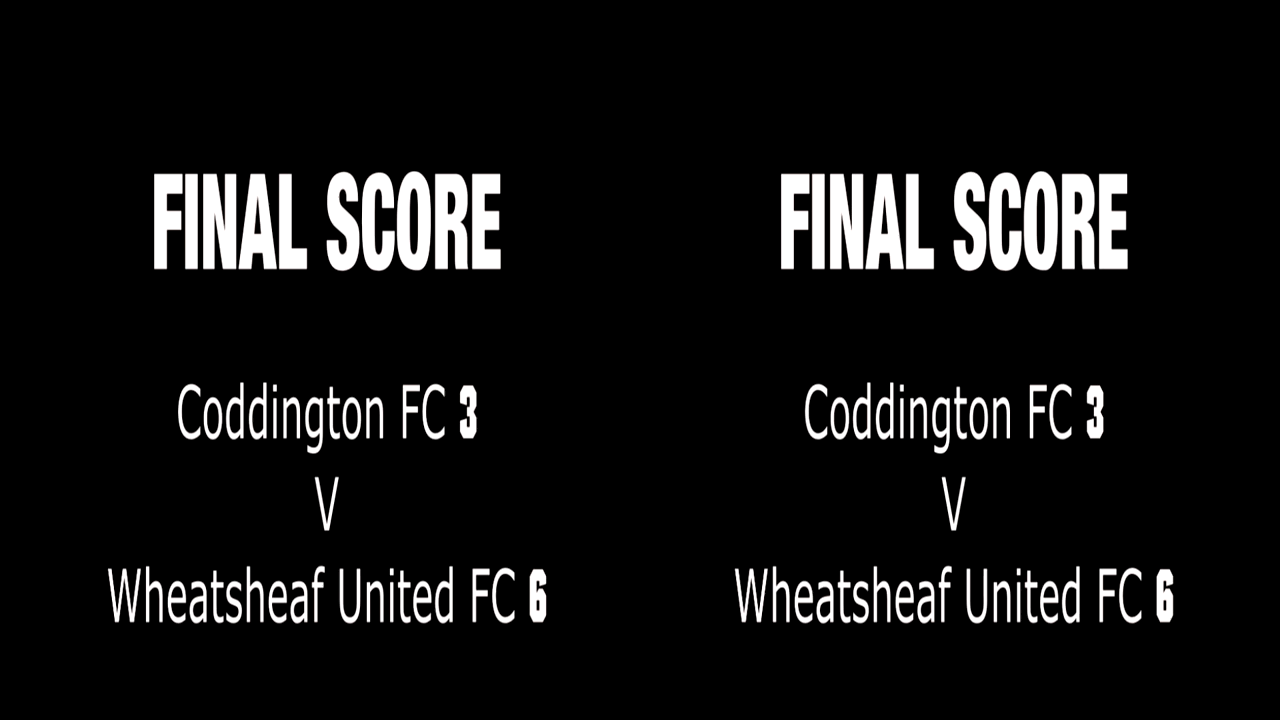 FINAL SCORE
Coddington FC 3
V
Wheatsheaf United FC 6
FINAL SCORE
Coddington FC 3
V
Wheatsheaf United FC 6